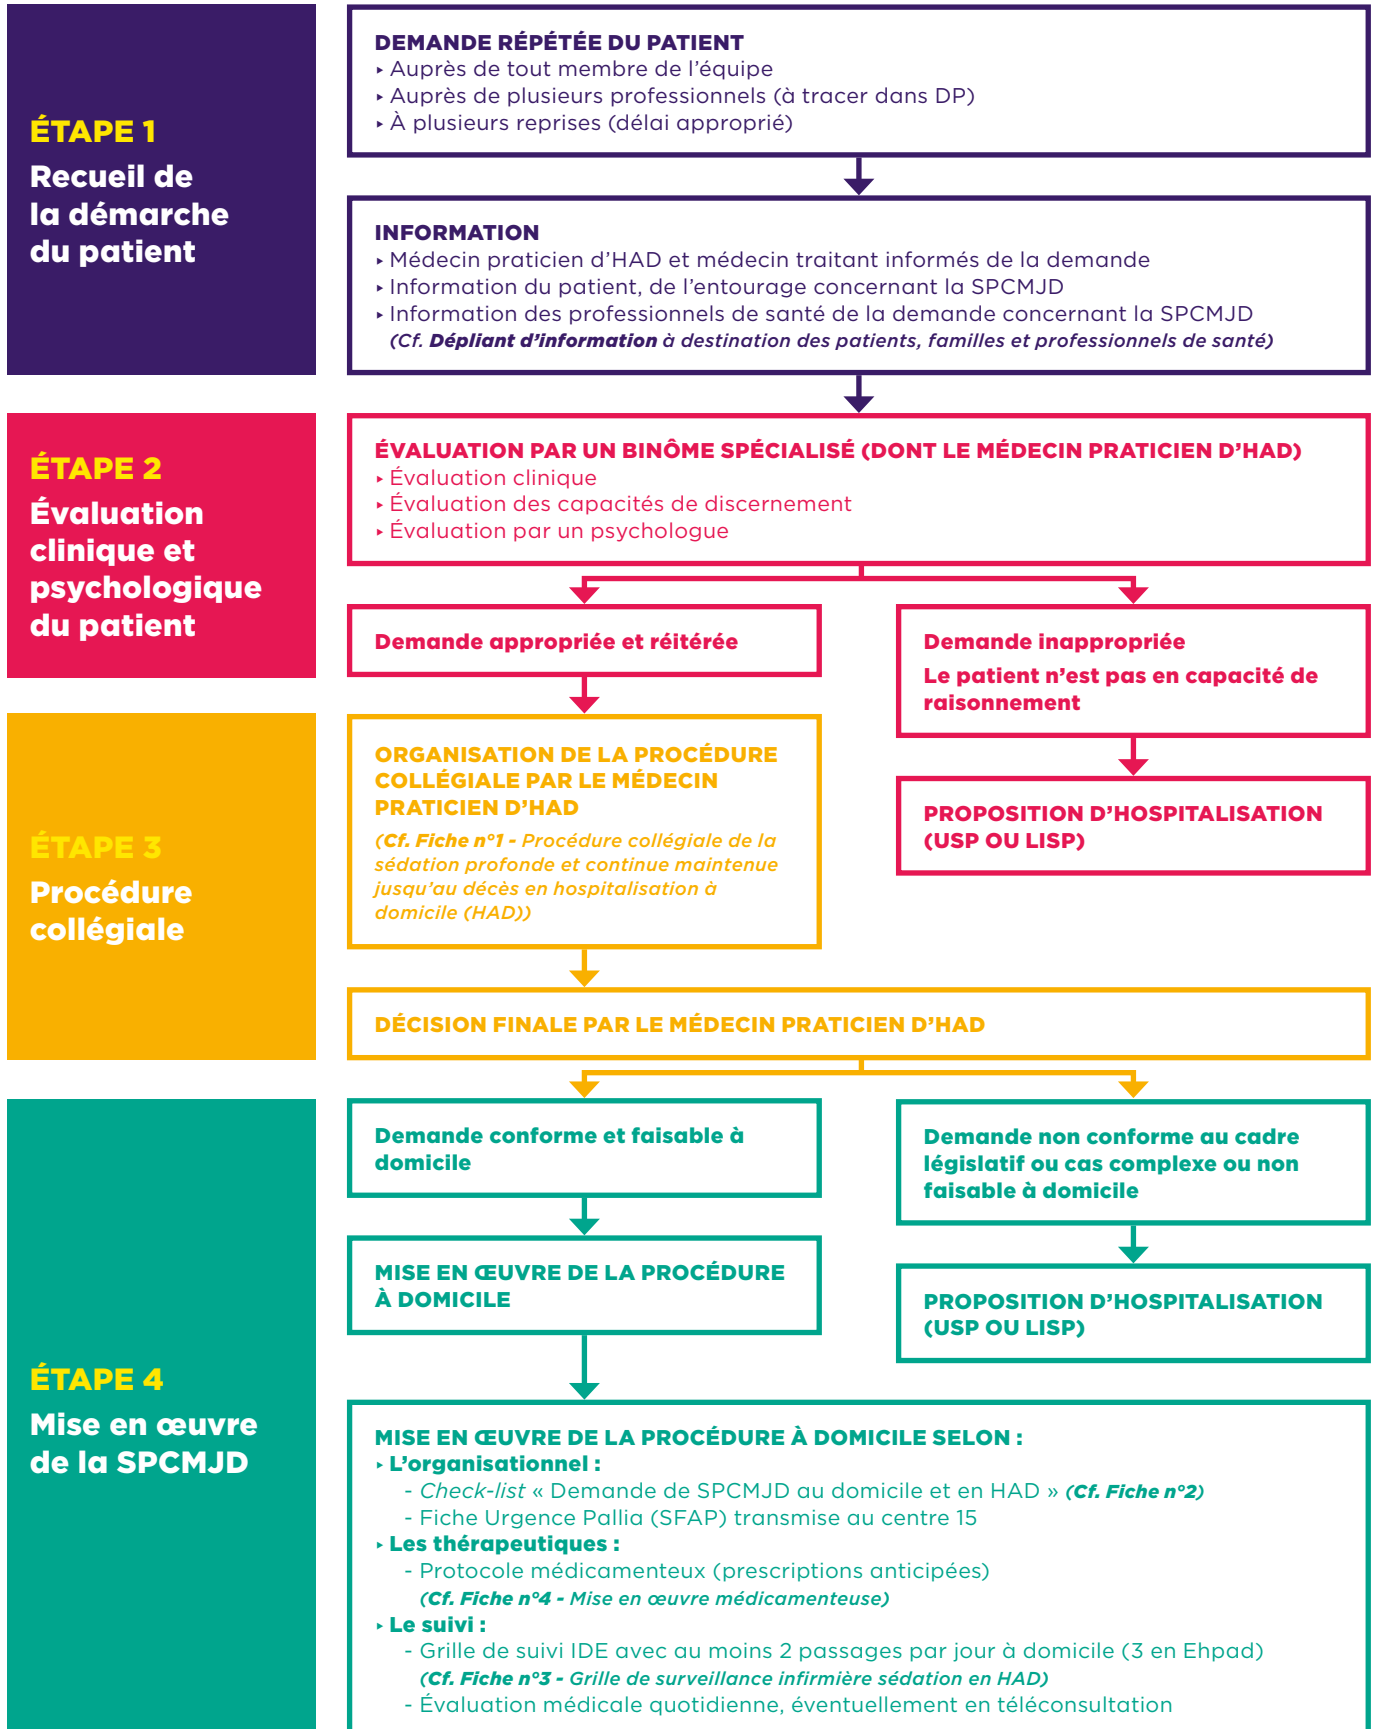 ÉTAPE 1
Recueil de
la démarche
du patient
DEMANDE RÉPÉTÉE DU PATIENT
‣ Auprès de tout membre de l’équipe
‣ Auprès de plusieurs professionnels (à tracer dans DP)
‣ À plusieurs reprises (délai approprié)
INFORMATION
‣ Médecin praticien d’HAD et médecin traitant informés de la demande
‣ Information du patient, de l’entourage concernant la SPCMJD
‣ Information des professionnels de santé de la demande concernant la SPCMJD
(Cf. Dépliant d’information à destination des patients, familles et professionnels de santé)
ÉTAPE 2
Évaluation
clinique et
psychologique
du patient
ÉVALUATION PAR UN BINÔME SPÉCIALISÉ (DONT LE MÉDECIN PRATICIEN D’HAD)
‣ Évaluation clinique
‣ Évaluation des capacités de discernement
‣ Évaluation par un psychologue
Demande appropriée et réitérée
Demande inappropriée
Le patient n’est pas en capacité de
raisonnement
PROPOSITION D’HOSPITALISATION
(USP OU LISP)
ÉTAPE 3
Procédure
collégiale
ORGANISATION DE LA PROCÉDURE
COLLÉGIALE PAR LE MÉDECIN
PRATICIEN D’HAD
(Cf. Fiche n°1 - Procédure collégiale de la
sédation profonde et continue maintenue
jusqu’au décès en hospitalisation à
domicile (HAD))
DÉCISION FINALE PAR LE MÉDECIN PRATICIEN D’HAD
ÉTAPE 4
Mise en œuvre
de la SPCMJD
Demande conforme et faisable à
domicile
Demande non conforme au cadre
législatif ou cas complexe ou non
faisable à domicile
MISE EN ŒUVRE DE LA PROCÉDURE
À DOMICILE
PROPOSITION D’HOSPITALISATION
(USP OU LISP)
MISE EN ŒUVRE DE LA PROCÉDURE À DOMICILE SELON :
‣ L’organisationnel :
- Check-list « Demande de SPCMJD au domicile et en HAD » (Cf. Fiche n°2)
- Fiche Urgence Pallia (SFAP) transmise au centre 15
‣ Les thérapeutiques :
- Protocole médicamenteux (prescriptions anticipées)
(Cf. Fiche n°4 - Mise en œuvre médicamenteuse)
‣ Le suivi :
- Grille de suivi IDE avec au moins 2 passages par jour à domicile (3 en Ehpad)
(Cf. Fiche n°3 - Grille de surveillance infirmière sédation en HAD)
- Évaluation médicale quotidienne, éventuellement en téléconsultation